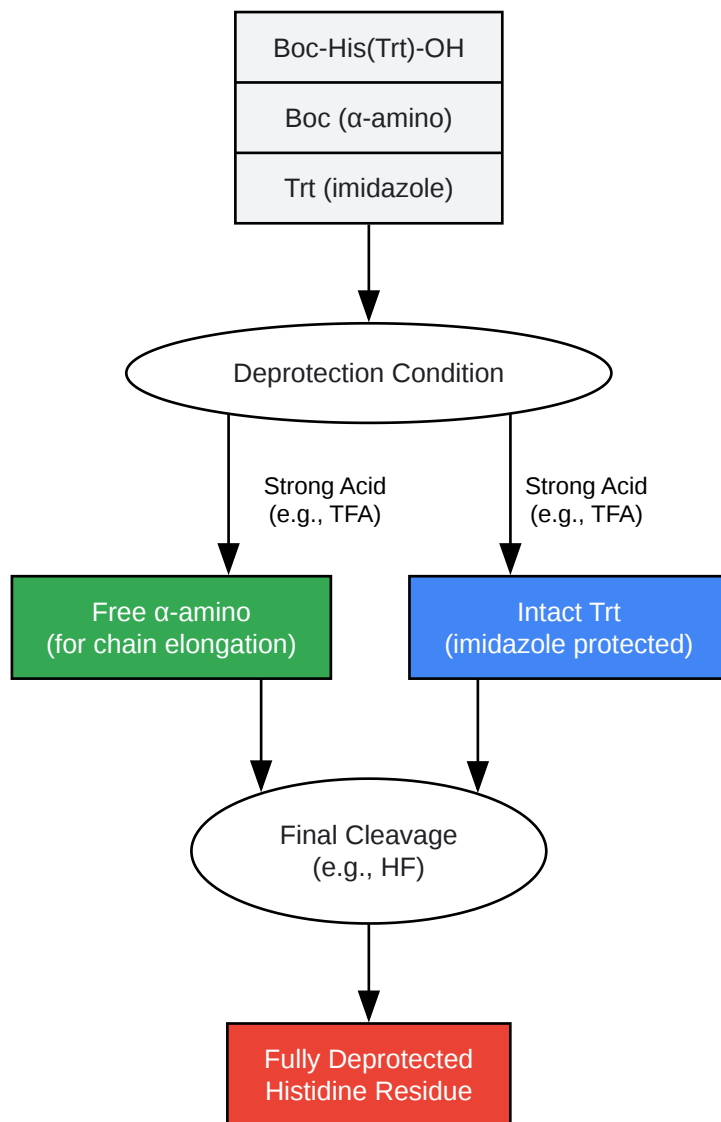 Boc-His(Trt)-OH
Boc (α-amino)
Trt (imidazole)
Deprotection Condition
Strong Acid
(e.g., TFA)
Strong Acid
(e.g., TFA)
Free α-amino
(for chain elongation)
Intact Trt
(imidazole protected)
Final Cleavage
(e.g., HF)
Fully Deprotected
Histidine Residue